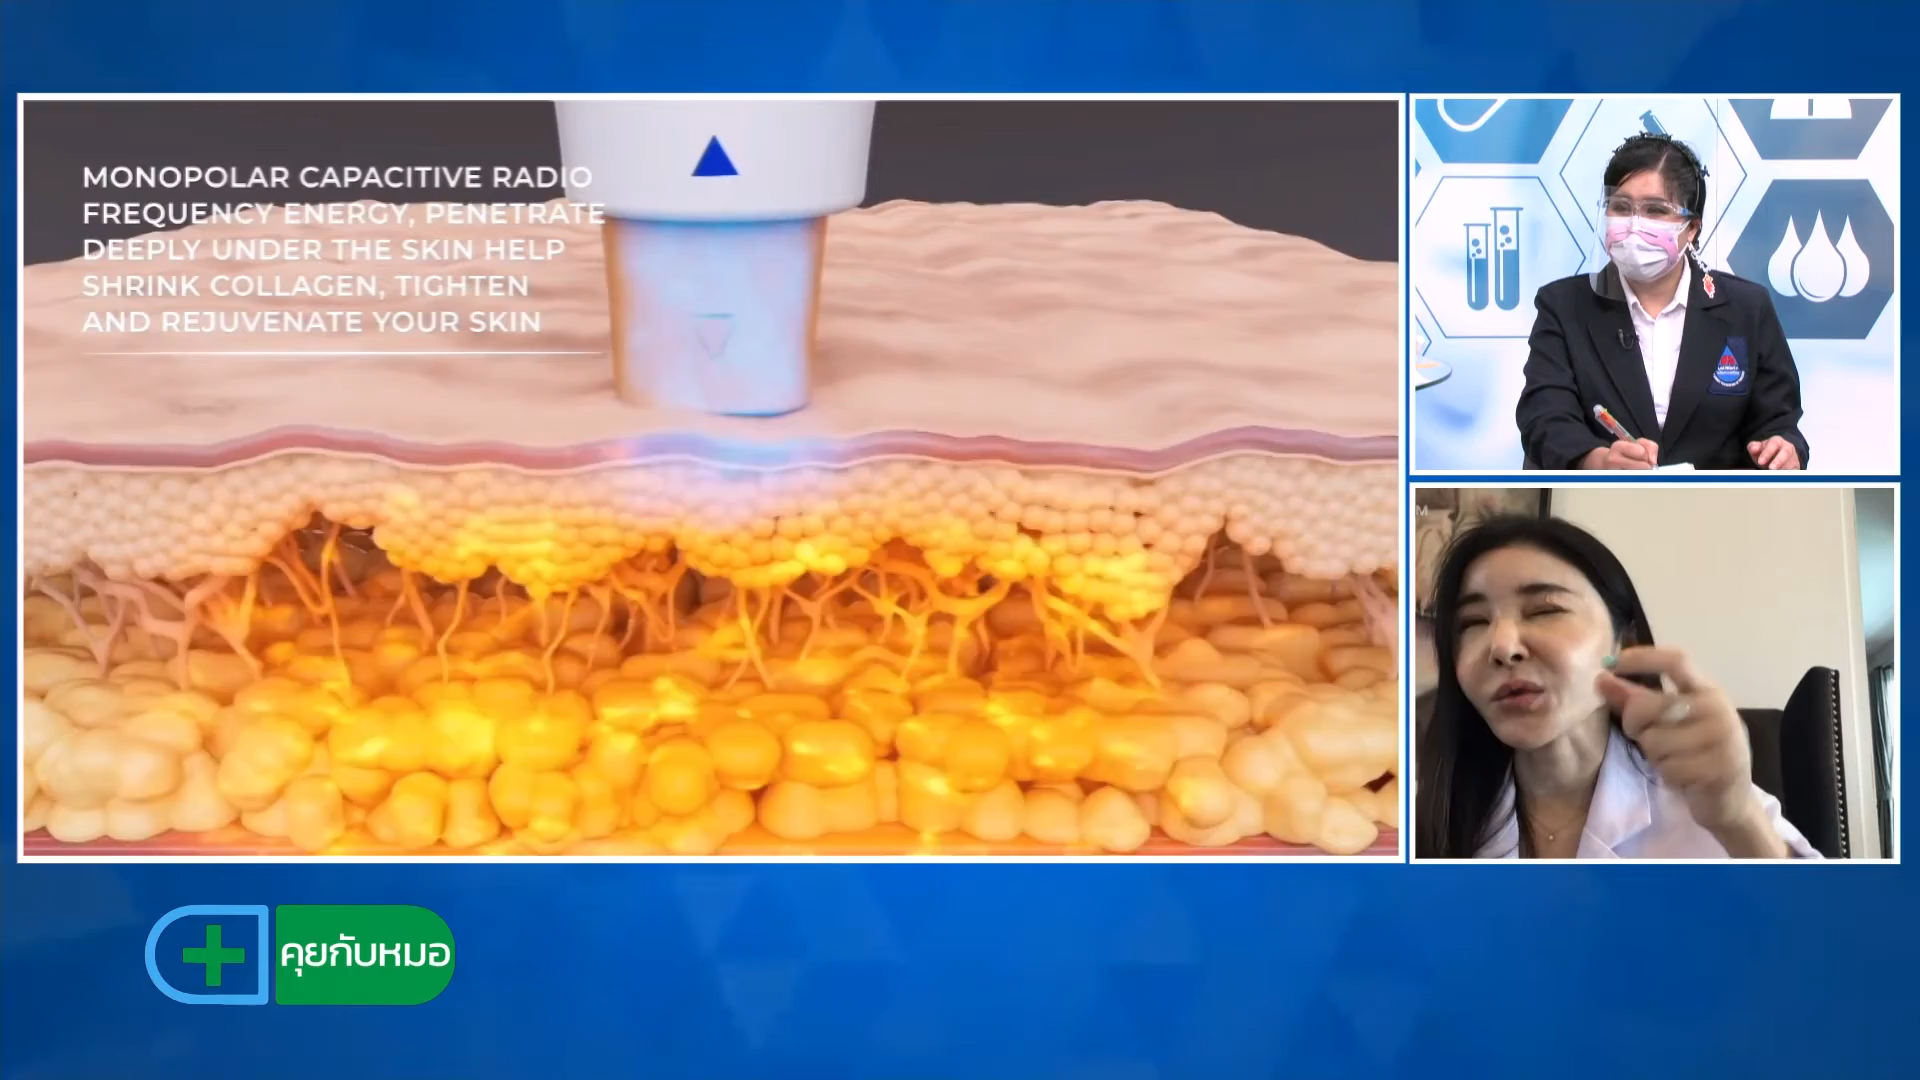 MONOPOLAR CAPACITIVE RADIO
FREQUENCY ENERGY, PENETRATE
DEEPLY UNDER THE SKIN HELP
SHRINK COLLAGEN, TIGHTEN
AND REJUVENATE YOUR SKIN
M
คุยกับหมอ